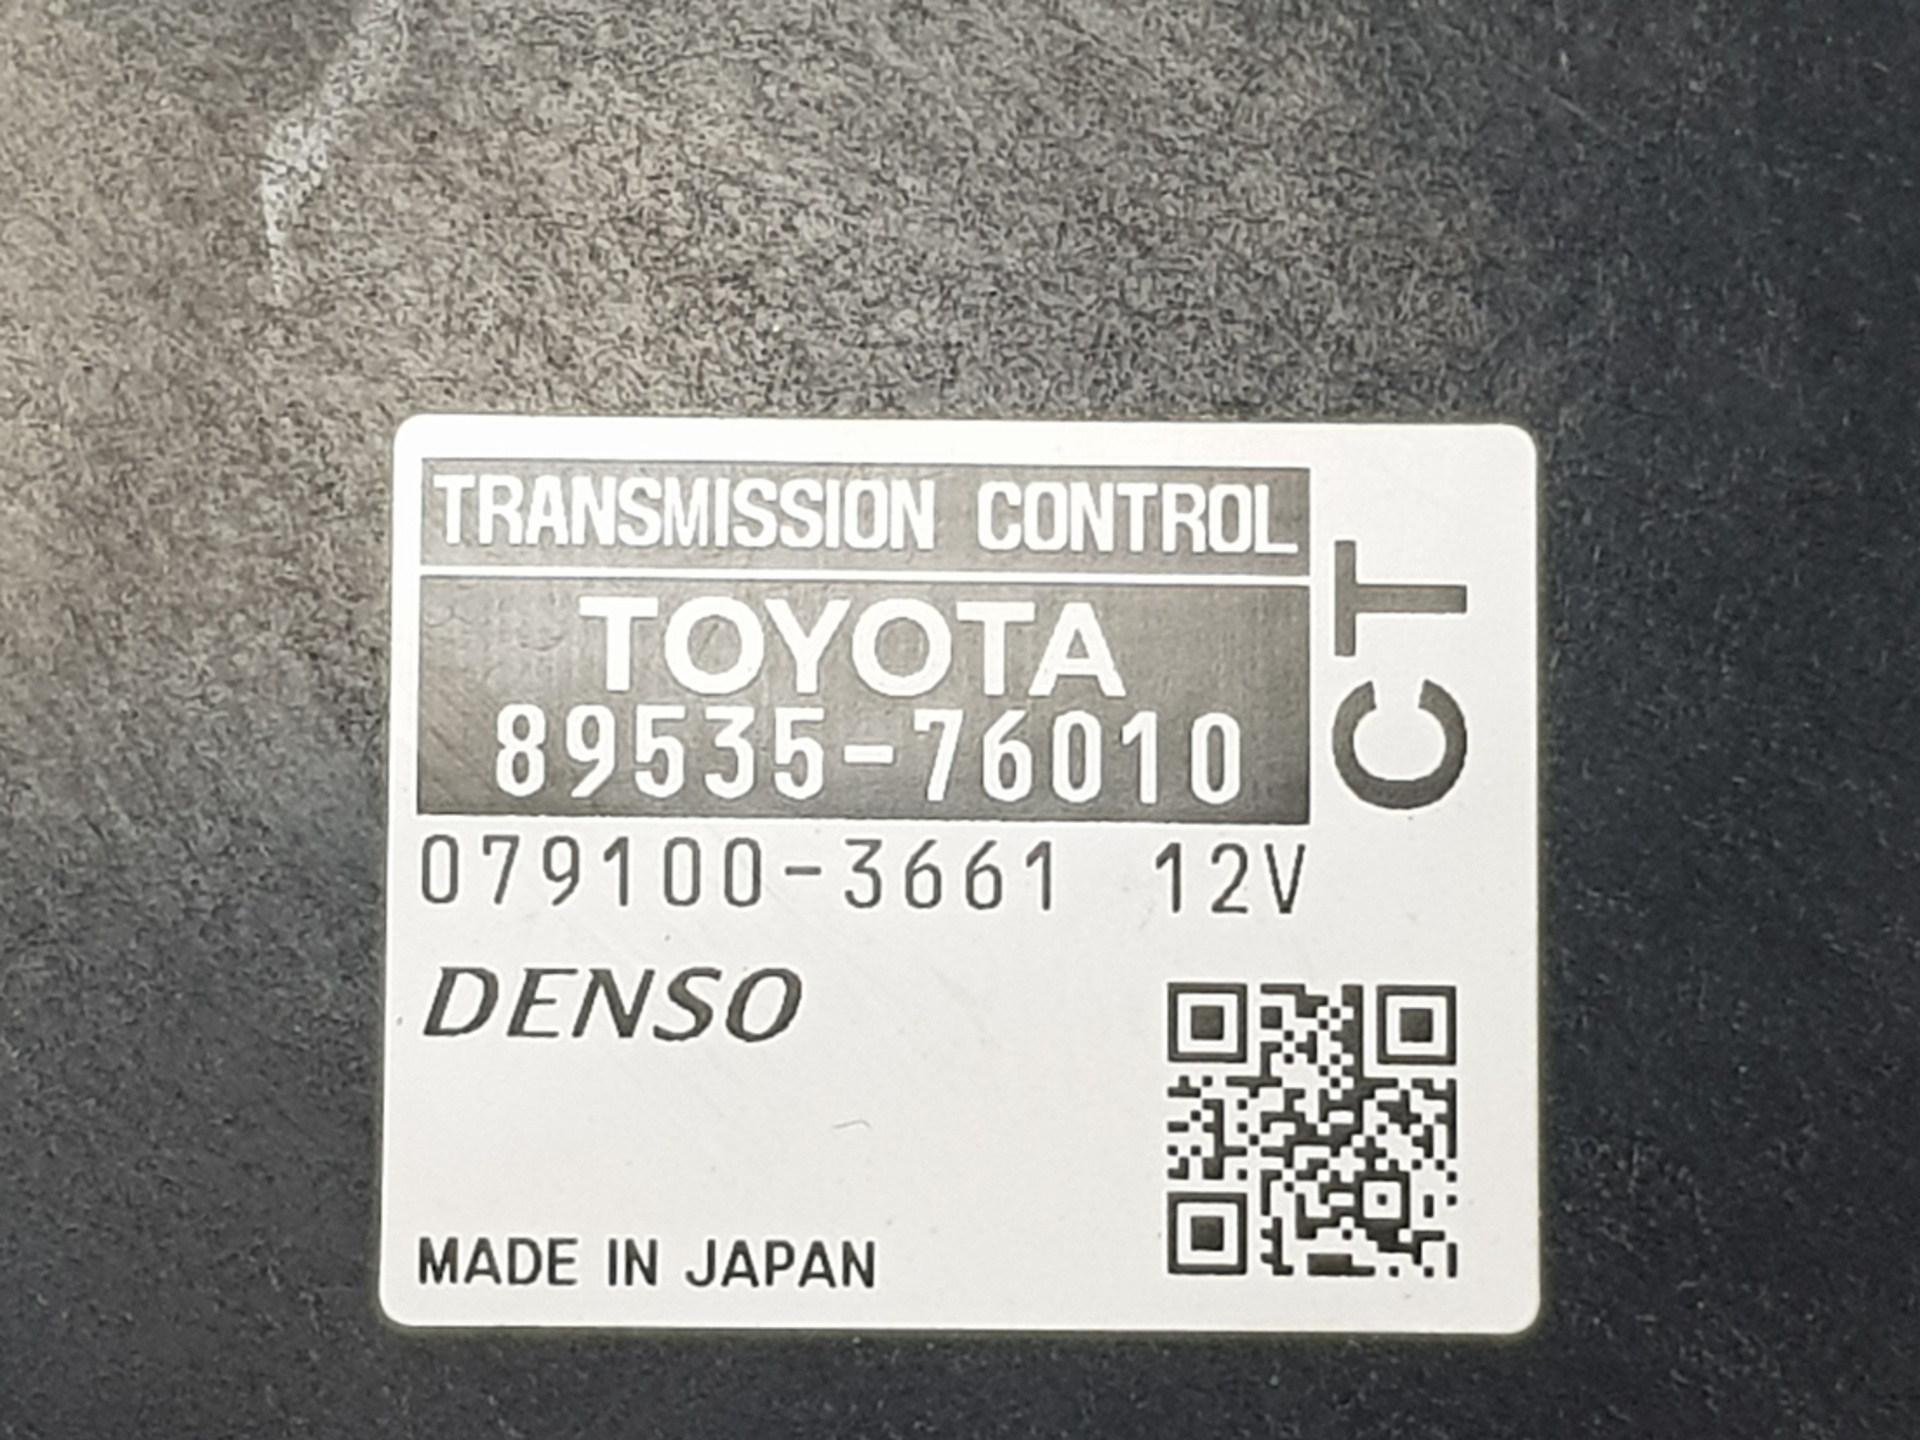 TRANSMISSION CONTROL
TOYOTA
89535-76010
079100-3661 12V
CT
DENSO
MADE IN JAPAN